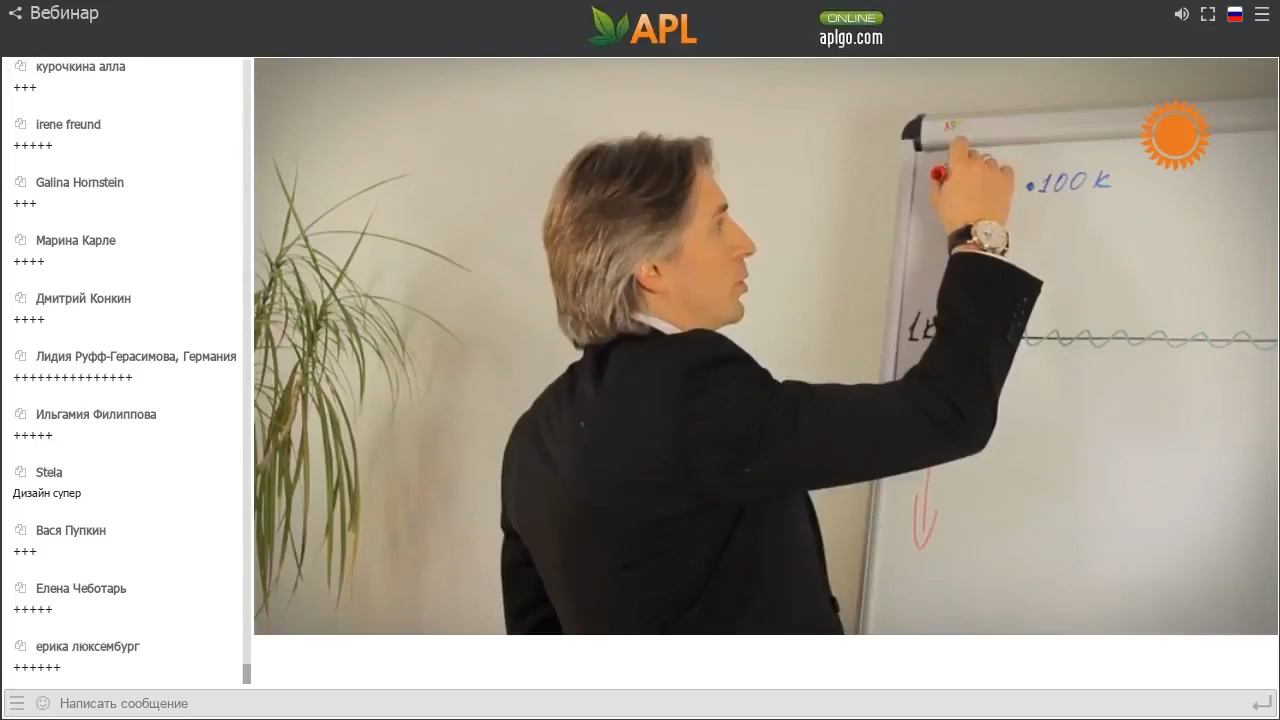 Вебинар
APL
ONLINE
aplgo.com
курочкина алла
+++
irene freund
+++++
Galina Hornstein
+++
Марина Карле
++++
Дмитрий Конкин
++++
Лидия Руфф-Герасимова, Германия
+++++++++++++++
Ильгамия Филиппова
+++++
Stela
Дизайн супер
Вася Пупкин
+++
Елена Чеботарь
+++++
ерика люксембург
++++++
Написать сообщение
•100 К